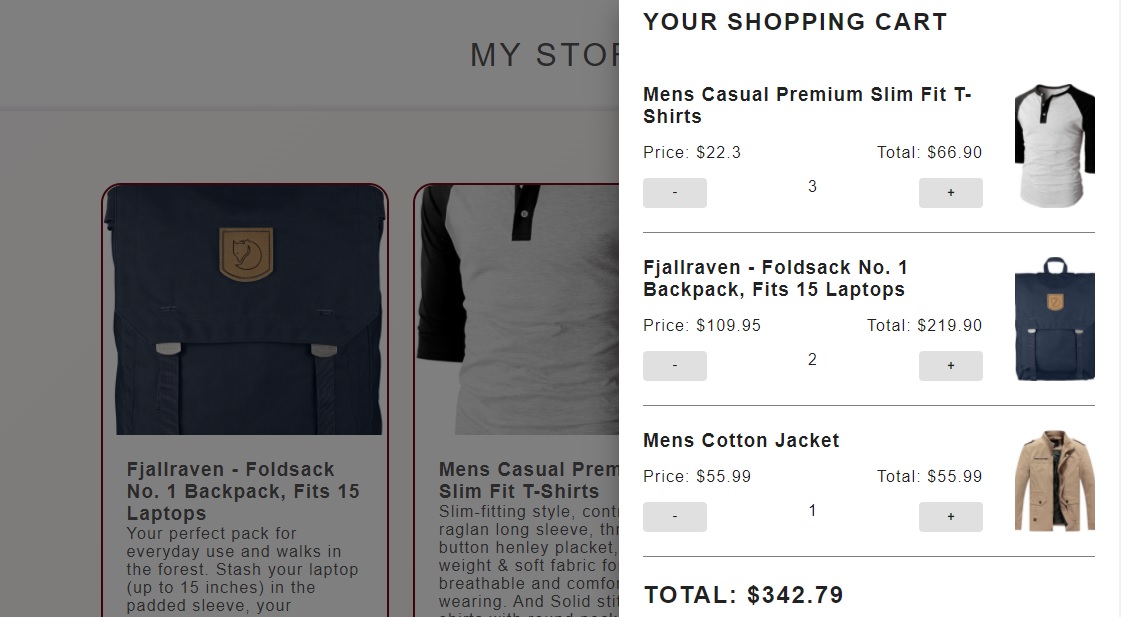 MY STOR
Fjallraven - Foldsack
No. 1 Backpack, Fits 15
Laptops
Your perfect pack for
everyday use and walks in
the forest. Stash your laptop
(up to 15 inches) in the
padded sleeve, your
Mens Casual Prem
Slim Fit T-Shirts
Slim-fitting style, cont
raglan long sleeve, thr
button henley placket,
weight & soft fabric fo
breathable and comfor
wearing. And Solid stit
YOUR SHOPPING CART
Mens Casual Premium Slim Fit T-
Shirts
Price: $22.3 Total: $66.90
- 3 +
Fjallraven - Foldsack No. 1
Backpack, Fits 15 Laptops
Price: $109.95 Total: $219.90
- 2 +
Mens Cotton Jacket
Price: $55.99 Total: $55.99
- 1 +
TOTAL: $342.79